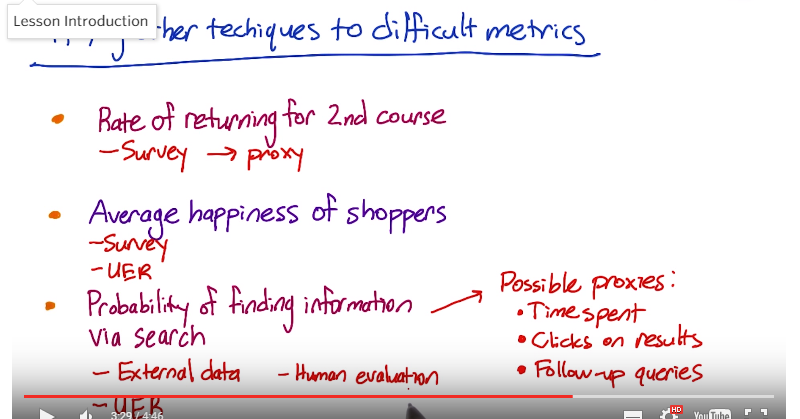 Lesson Introduction
other techiques to difficult metrics
• Rate of returning for 2nd course
- Survey → proxy
• Average happiness of shoppers
- Survey
- UER
• Probability of finding information
via search
- External data - Human evaluation
- UER
Possible proxies:
• Time spent
• Clicks on results
• Follow-up queries
3:29 / 4:46
HD
YouTube